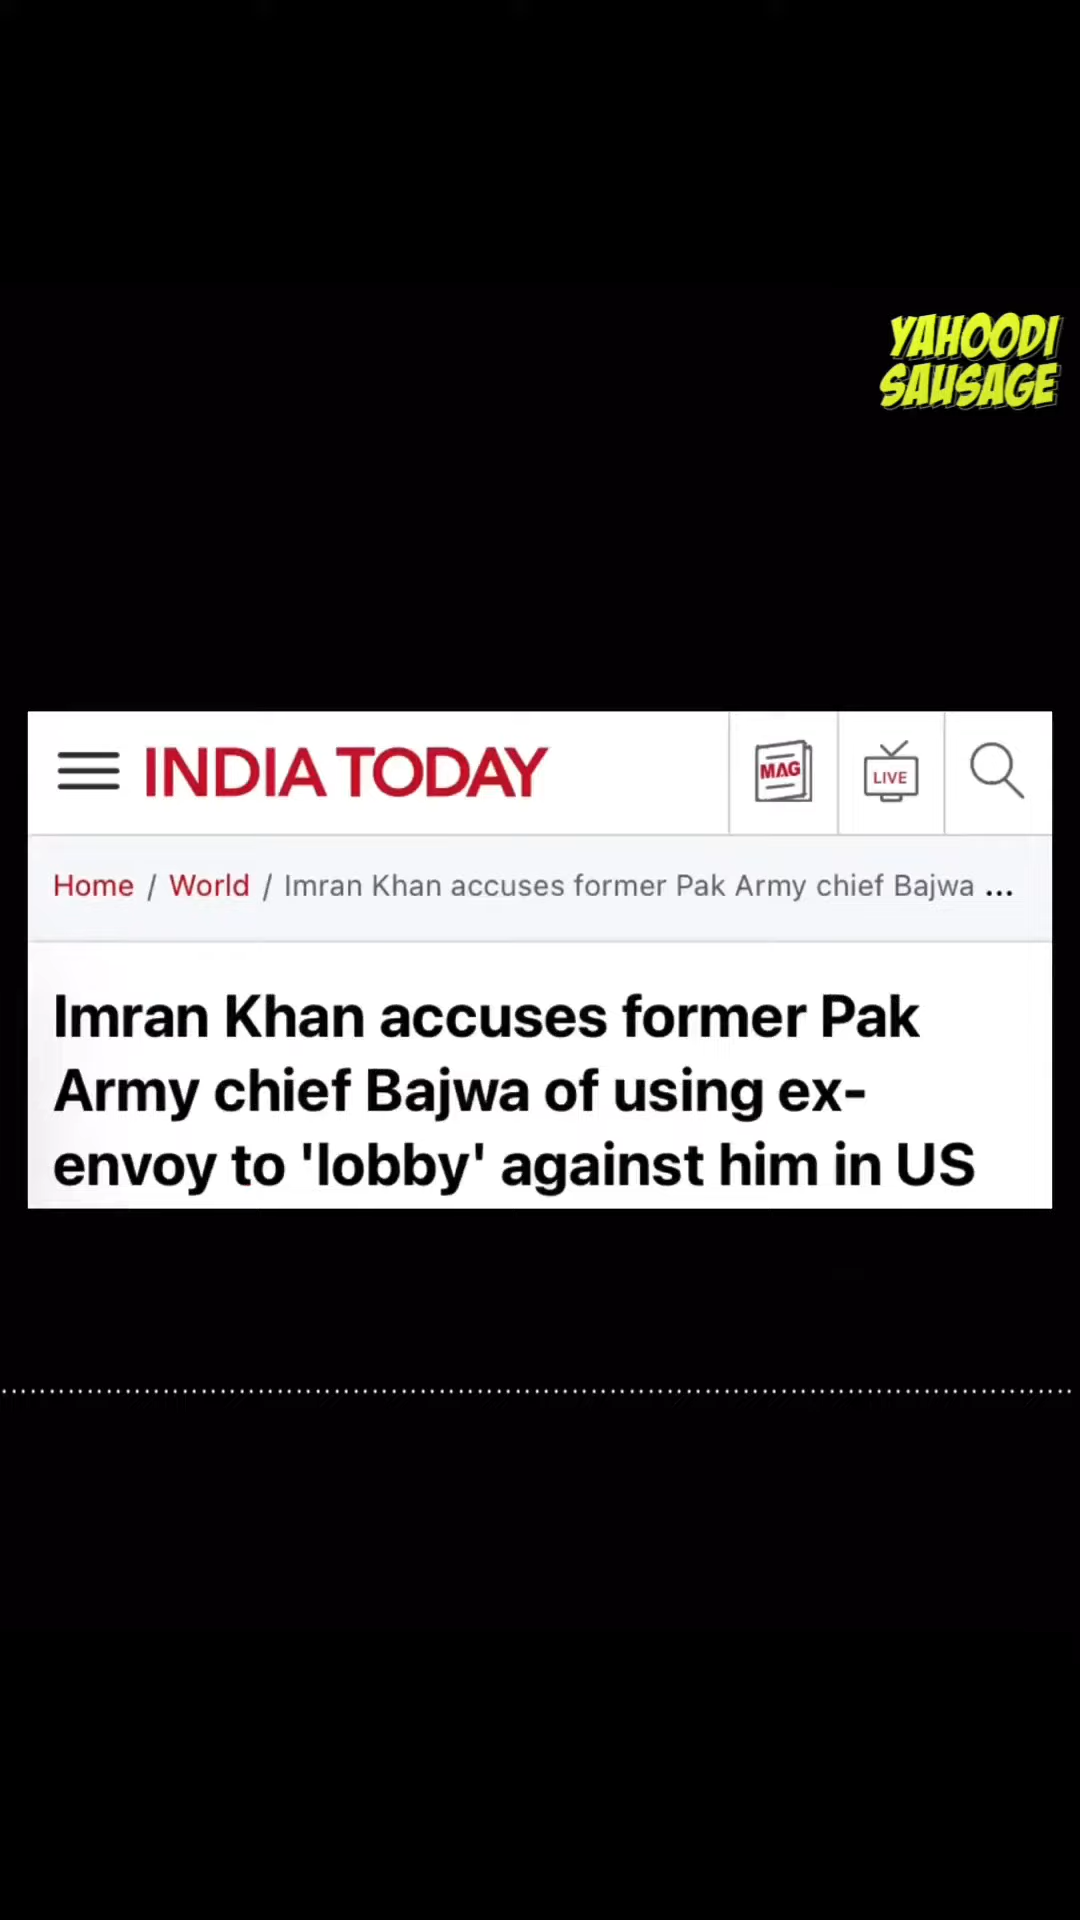 YAHOODI
SAUSAGE
INDIA TODAY
MAG
LIVE
Home / World / Imran Khan accuses former Pak Army chief Bajwa ...
Imran Khan accuses former Pak
Army chief Bajwa of using ex-
envoy to 'lobby' against him in US